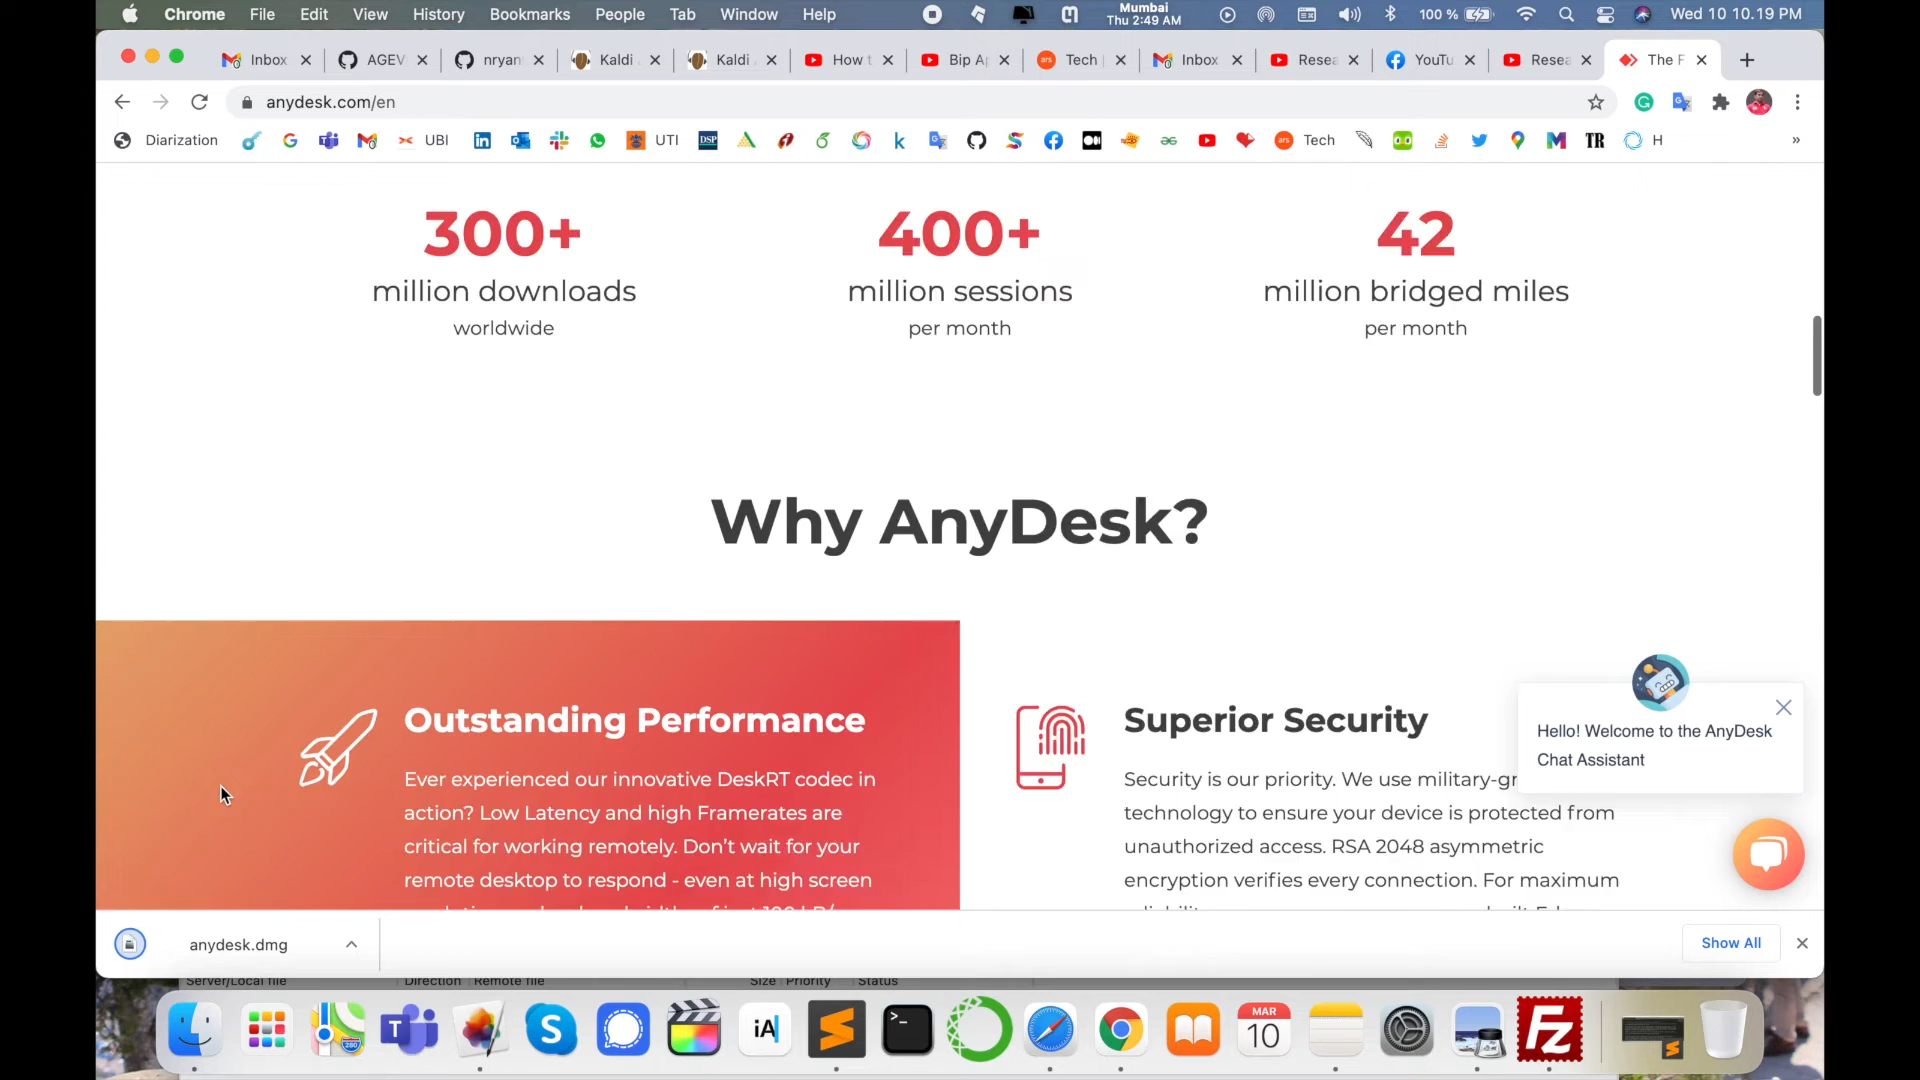 Chrome File Edit View History Bookmarks People Tab Window Help
Mumbai
Thu 2:49 AM
100 %
Wed 10 10.19 PM
Inbox
AGEV
nryan
Kaldi
Kaldi
How t
Bip Ap
Tech
Inbox
Resea
YouTu
Resea
The F
anydesk.com/en
Diarization
UBI
UTI
DSP
Tech
TR
H
300+
million downloads
worldwide
400+
million sessions
per month
42
million bridged miles
per month
Why AnyDesk?
Outstanding Performance
Ever experienced our innovative DeskRT codec in
action? Low Latency and high Framerates are
critical for working remotely. Don't wait for your
remote desktop to respond - even at high screen
Superior Security
Security is our priority. We use military-gr
technology to ensure your device is protected from
unauthorized access. RSA 2048 asymmetric
encryption verifies every connection. For maximum
Hello! Welcome to the AnyDesk
Chat Assistant
anydesk.dmg
Show All
Server/Local file Direction Remote file Size Priority Status
280
T
S
iA
MAR
10
Fz